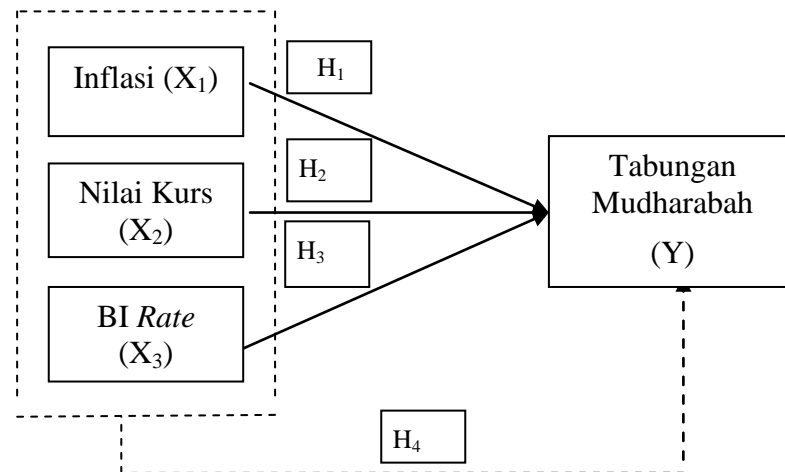 Inflasi (X₁)
H₁
H₂
Nilai Kurs
(X₂)
H₃
BI Rate
(X₃)
Tabungan
Mudharabah
(Y)
H₄